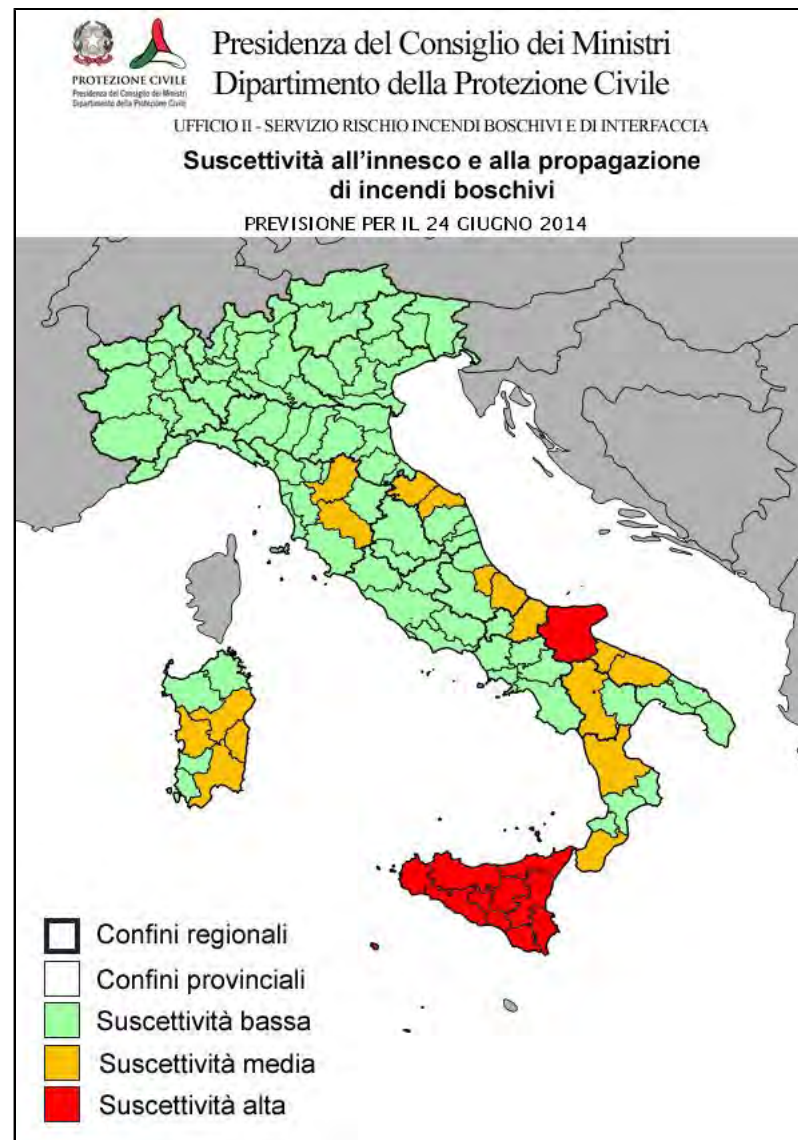 PROTEZIONE CIVILE
Presidenza del Consiglio dei Ministri
Dipartimento della Protezione Civile
Presidenza del Consiglio dei Ministri
Dipartimento della Protezione Civile
UFFICIO II - SERVIZIO RISCHIO INCENDI BOSCHIVI E DI INTERFACCIA
Suscettività all'innesco e alla propagazione
di incendi boschivi
PREVISIONE PER IL 24 GIUGNO 2014
Confini regionali
Confini provinciali
Suscettività bassa
Suscettività media
Suscettività alta